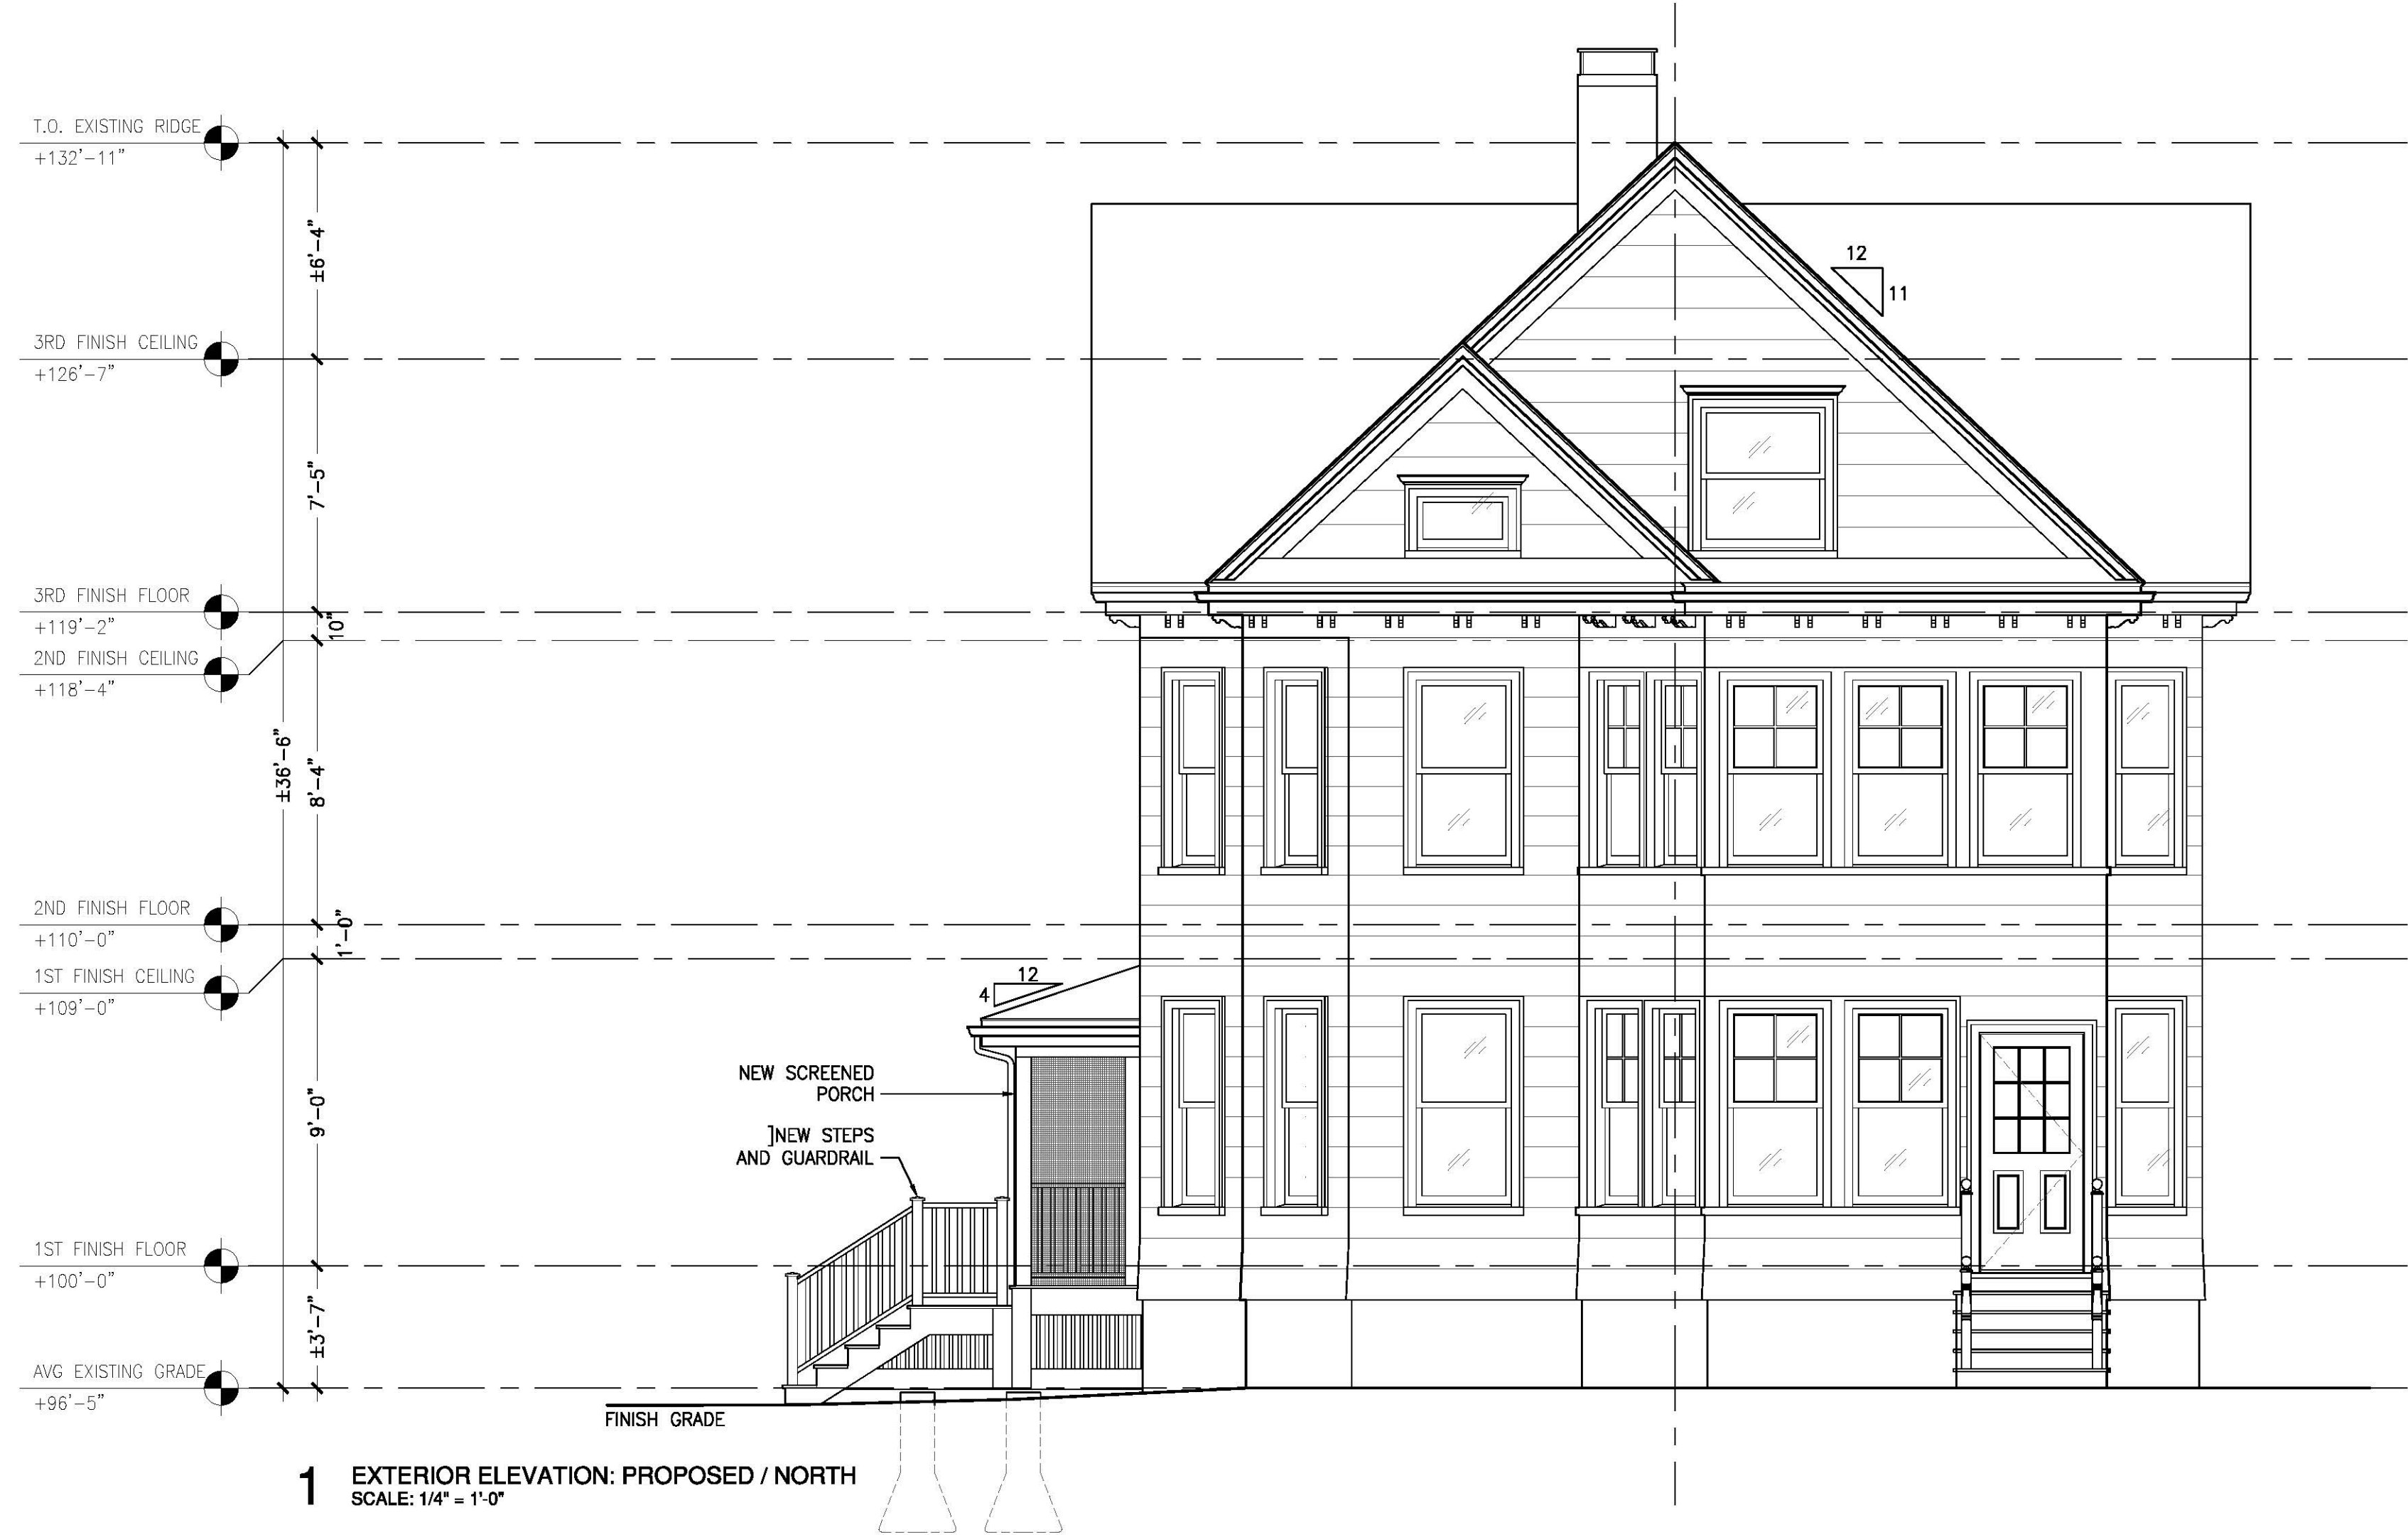 T.O. EXISTING RIDGE
+132'-11"
12
11
±6'-4"
3RD FINISH CEILING
+126'-7"
7'-5"
3RD FINISH FLOOR
+119'-2"
10"
2ND FINISH CEILING
+118'-4"
±36'-6"
8'-4"
2ND FINISH FLOOR
+110'-0"
1'-0"
1ST FINISH CEILING
+109'-0"
12
4
9'-0"
NEW SCREENED
PORCH
]NEW STEPS
AND GUARDRAIL
1ST FINISH FLOOR
+100'-0"
±3'-7"
AVG EXISTING GRADE
+96'-5"
FINISH GRADE
1 EXTERIOR ELEVATION: PROPOSED / NORTH
SCALE: 1/4" = 1'-0"